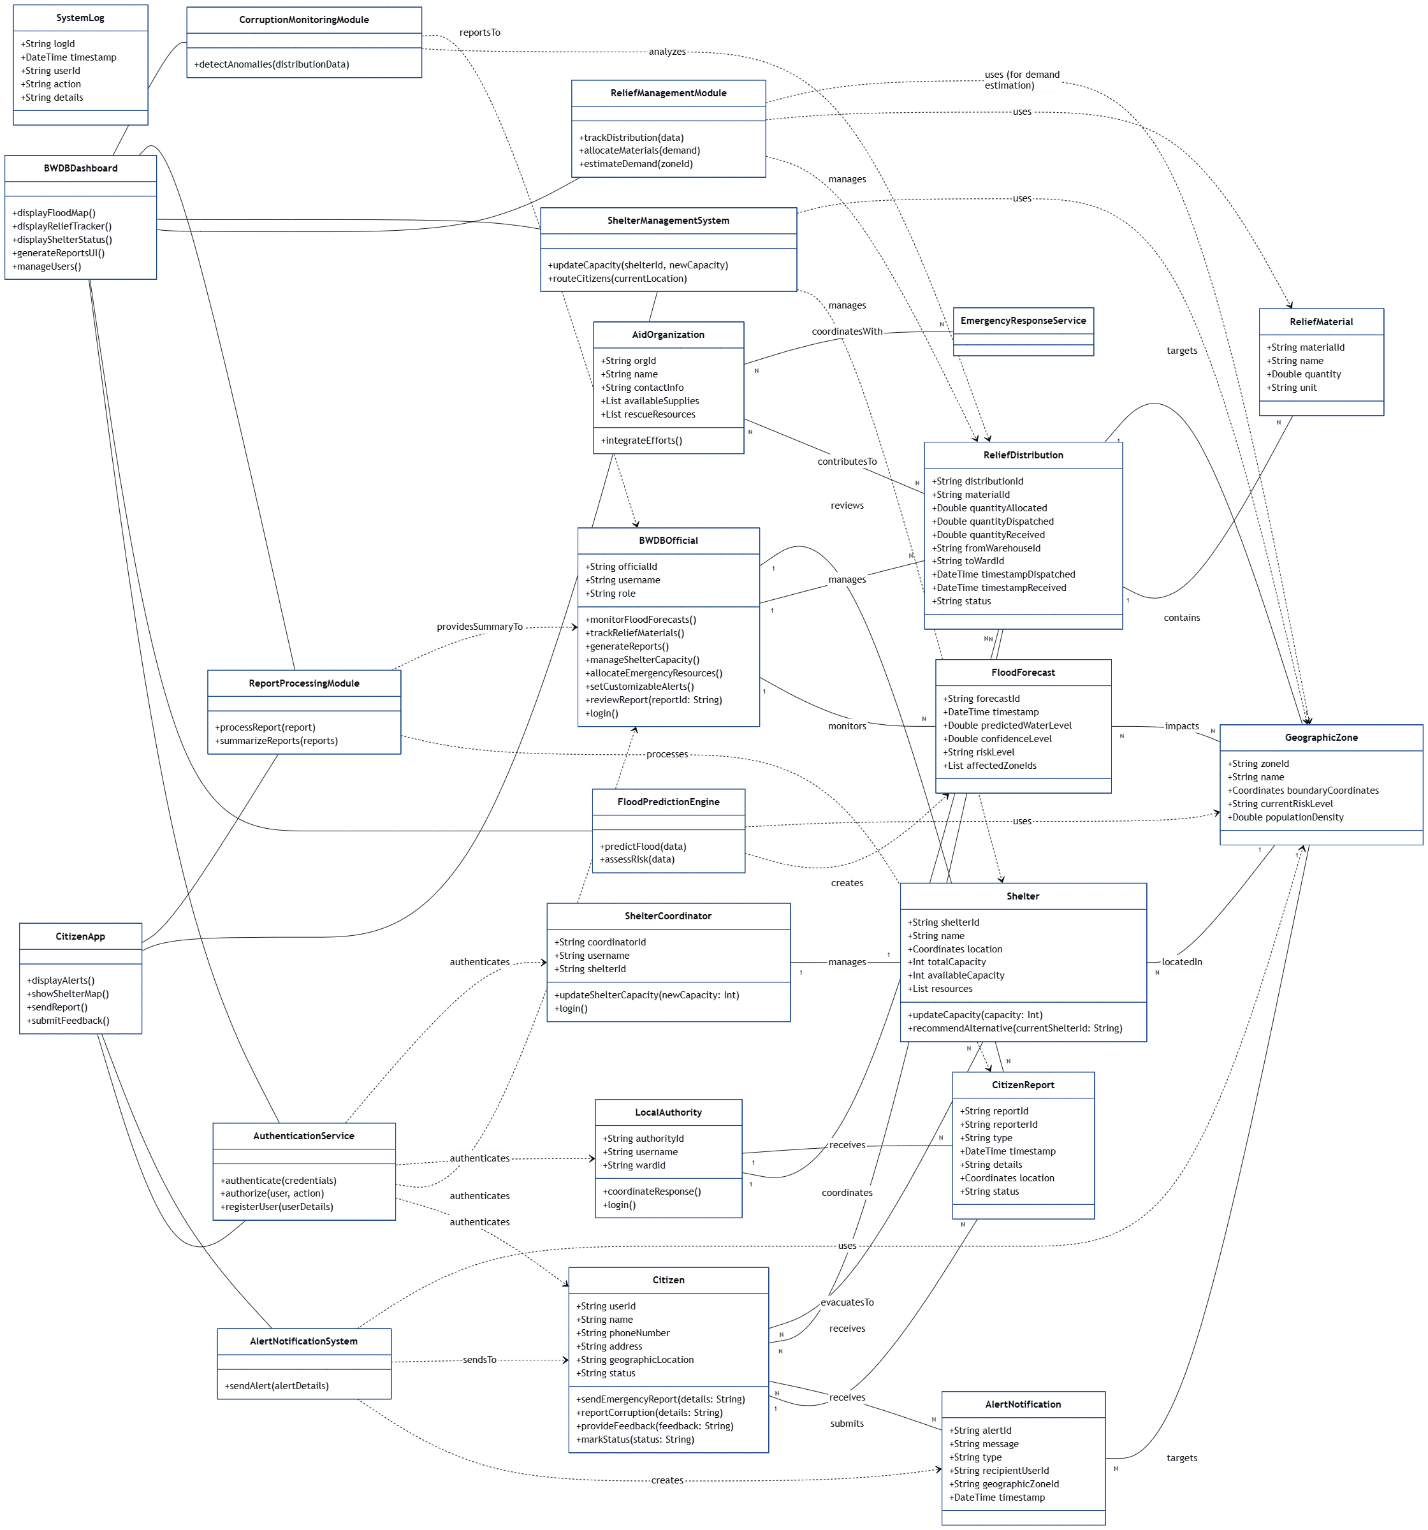 SystemLog
+String logId
+DateTime timestamp
+String userId
+String action
+String details
CorruptionMonitoringModule
+detectAnomalies(distributionData)
reportsTo
analyzes
ReliefManagementModule
+trackDistribution(data)
+allocateMaterials(demand)
+estimateDemand(zoneId)
uses (for demand
estimation)
uses
manages
BWDBDashboard
+displayFloodMap()
+displayReliefTracker()
+displayShelterStatus()
+generateReportsUI()
+manageUsers()
ShelterManagementSystem
+updateCapacity(shelterId, newCapacity)
+routeCitizens(currentLocation)
uses
manages
AidOrganization
+String orgId
+String name
+String contactInfo
+List availableSupplies
+List rescueResources
+integrateEfforts()
coordinatesWith
N
N
EmergencyResponseService
targets
ReliefMaterial
+String materialId
+String name
+Double quantity
+String unit
N
N
contributesTo
N
1
ReliefDistribution
+String distributionId
+String materialId
+Double quantityAllocated
+Double quantityDispatched
+Double quantityReceived
+String fromWarehouseId
+String toWardId
+DateTime timestampDispatched
+DateTime timestampReceived
+String status
1
contains
reviews
BWDBOfficial
+String officialId
+String username
+String role
+monitorFloodForecasts()
+trackReliefMaterials()
+generateReports()
+manageShelterCapacity()
+allocateEmergencyResources()
+setCustomizableAlerts()
+reviewReport(reportId: String)
+login()
1
manages
N
1
1
monitors
N
N
N
providesSummaryTo
ReportProcessingModule
+processReport(report)
+summarizeReports(reports)
processes
FloodForecast
+String forecastId
+DateTime timestamp
+Double predictedWaterLevel
+Double confidenceLevel
+String riskLevel
+List affectedZoneIds
N
impacts
N
GeographicZone
+String zoneId
+String name
+Coordinates boundaryCoordinates
+String currentRiskLevel
+Double populationDensity
1
1
FloodPredictionEngine
+predictFlood(data)
+assessRisk(data)
uses
creates
CitizenApp
+displayAlerts()
+showShelterMap()
+sendReport()
+submitFeedback()
authenticates
ShelterCoordinator
+String coordinatorId
+String username
+String shelterId
+updateShelterCapacity(newCapacity: Int)
+login()
1
manages
1
Shelter
+String shelterId
+String name
+Coordinates location
+Int totalCapacity
+Int availableCapacity
+List resources
+updateCapacity(capacity: Int)
+recommendAlternative(currentShelterId: String)
N
locatedIn
N
N
AuthenticationService
+authenticate(credentials)
+authorize(user, action)
+registerUser(userDetails)
authenticates
authenticates
authenticates
LocalAuthority
+String authorityId
+String username
+String wardId
+coordinateResponse()
+login()
1
1
receives
N
coordinates
CitizenReport
+String reportId
+String reporterId
+String type
+DateTime timestamp
+String details
+Coordinates location
+String status
N
uses
AlertNotificationSystem
+sendAlert(alertDetails)
sendsTo
creates
Citizen
+String userId
+String name
+String phoneNumber
+String address
+String geographicLocation
+String status
+sendEmergencyReport(details: String)
+reportCorruption(details: String)
+provideFeedback(feedback: String)
+markStatus(status: String)
N
N
N
1
evacuatesTo
receives
receives
submits
N
AlertNotification
+String alertId
+String message
+String type
+String recipientUserId
+String geographicZoneId
+DateTime timestamp
N
targets